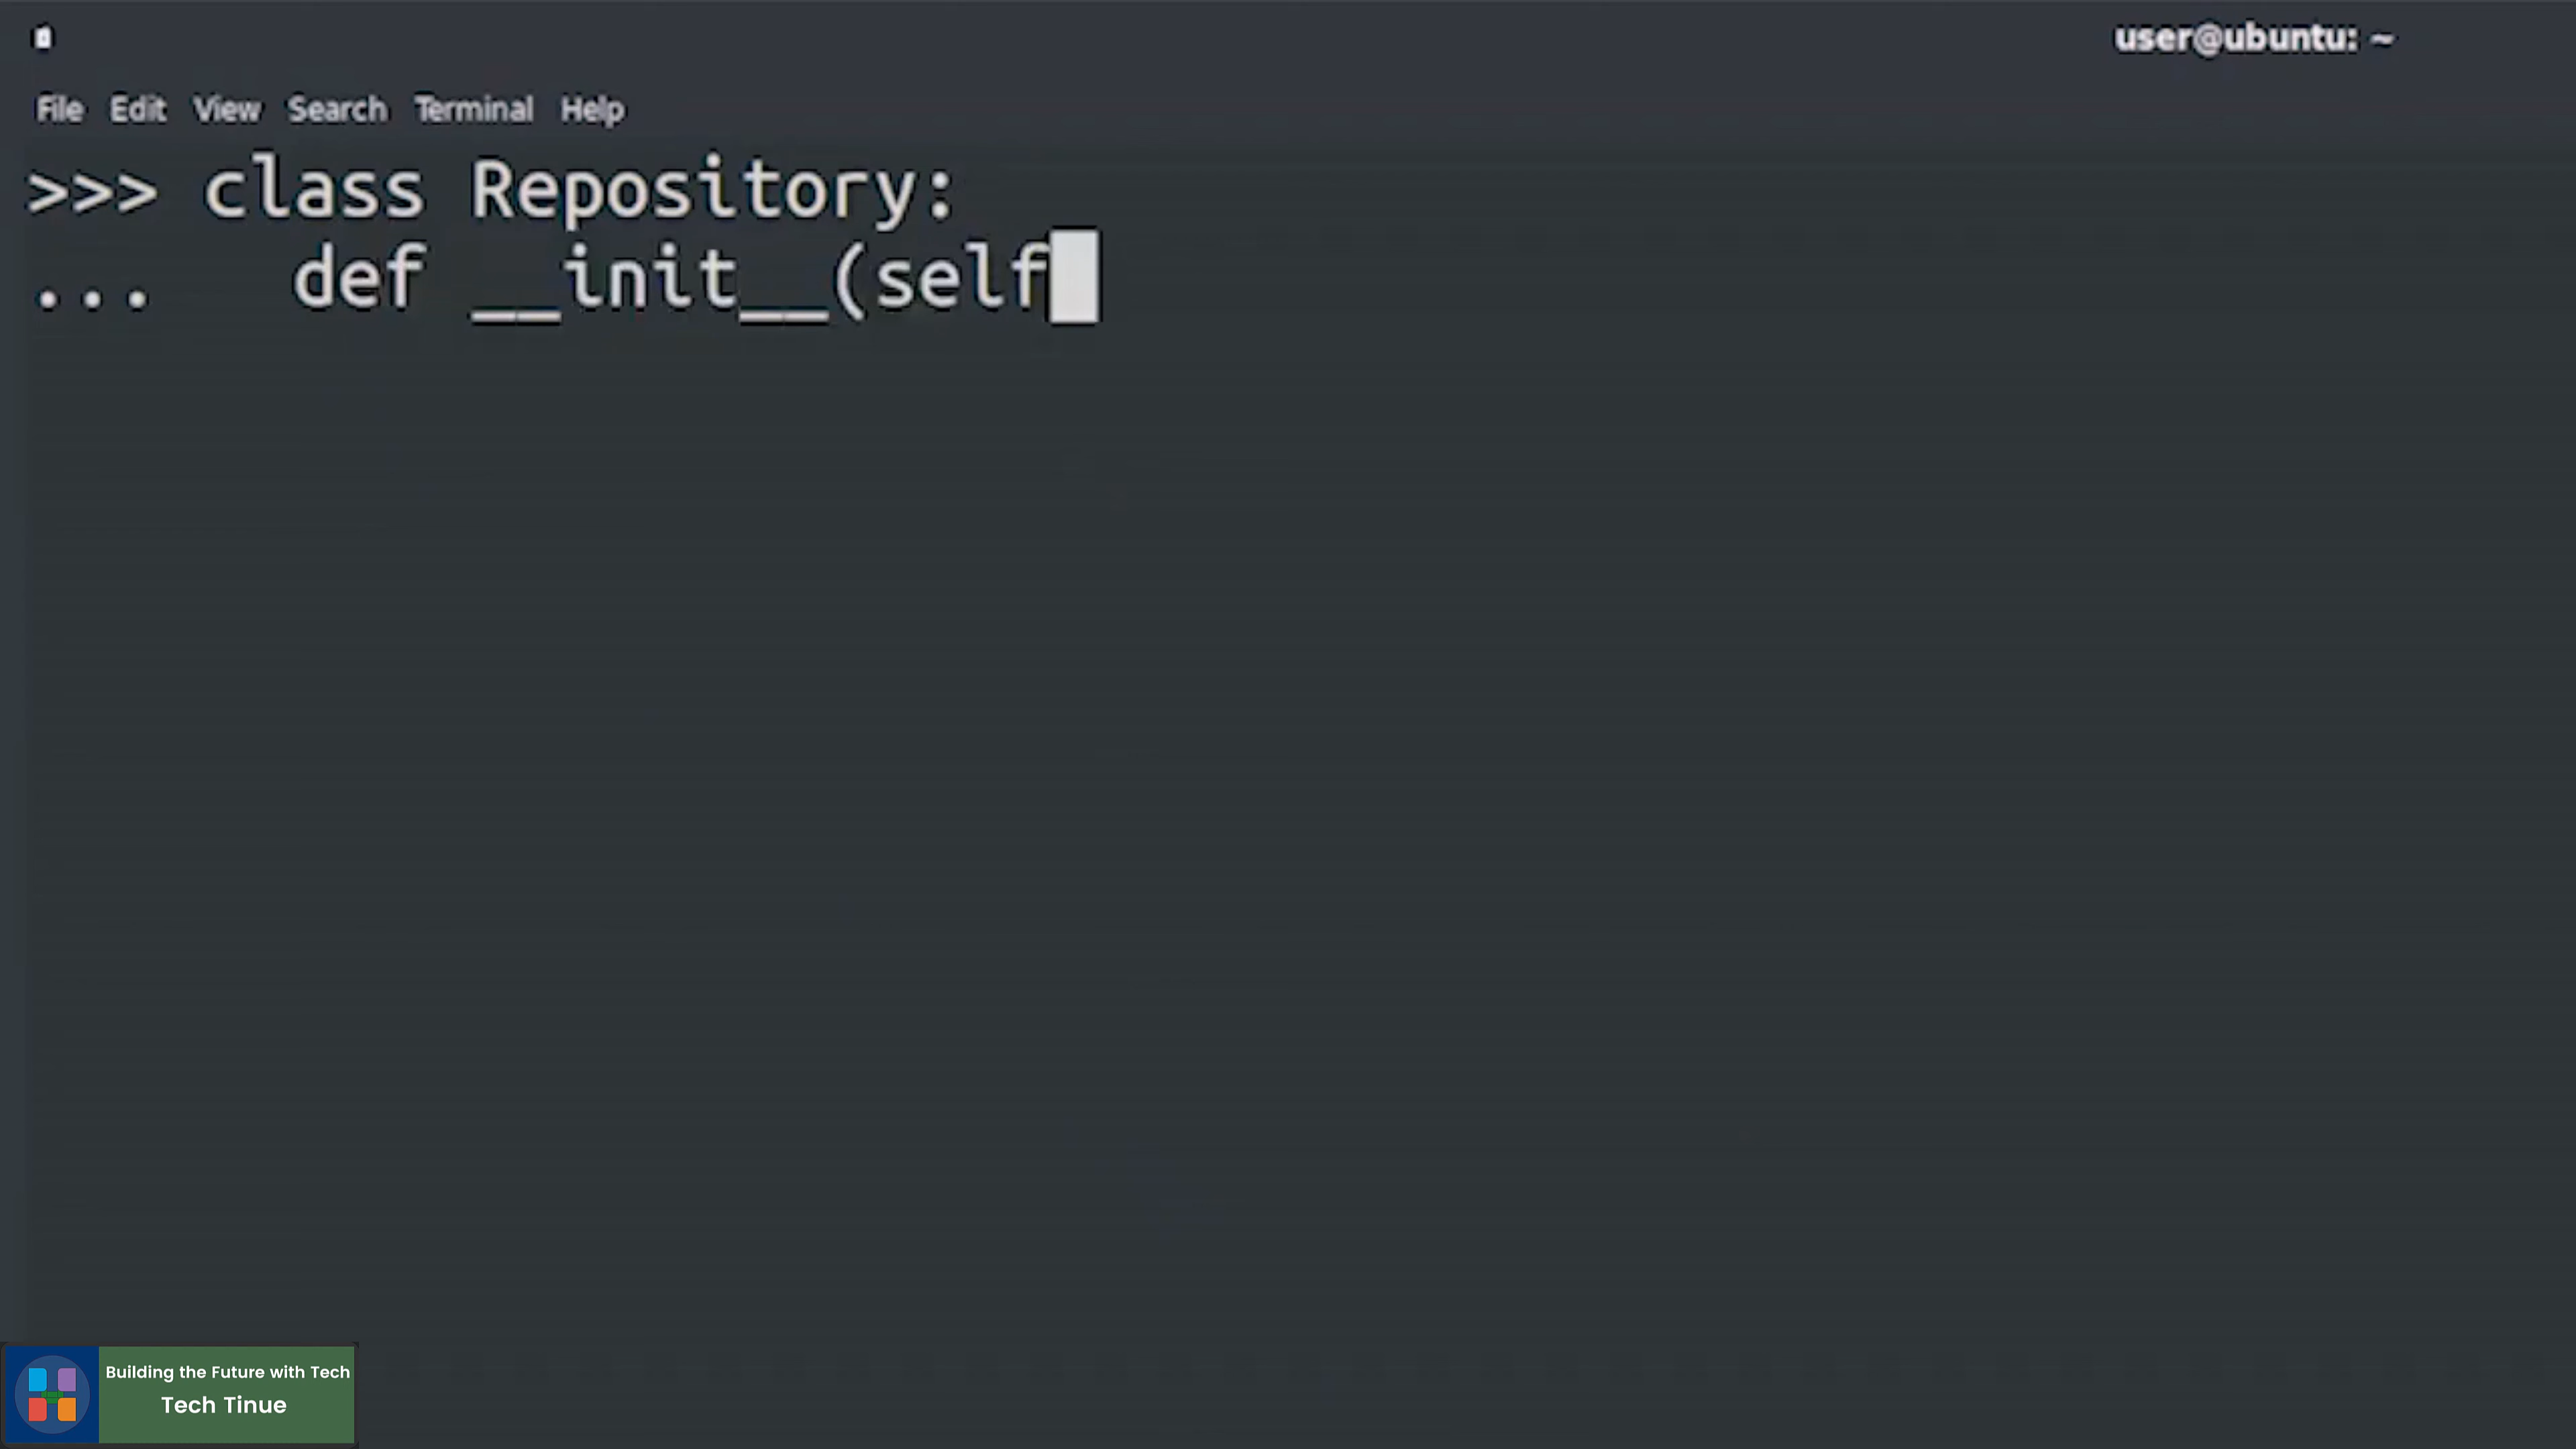 user@ubuntu: ~
File Edit View Search Terminal Help
>>> class Repository:
...   def __init__(self
Building the Future with Tech
Tech Tinue